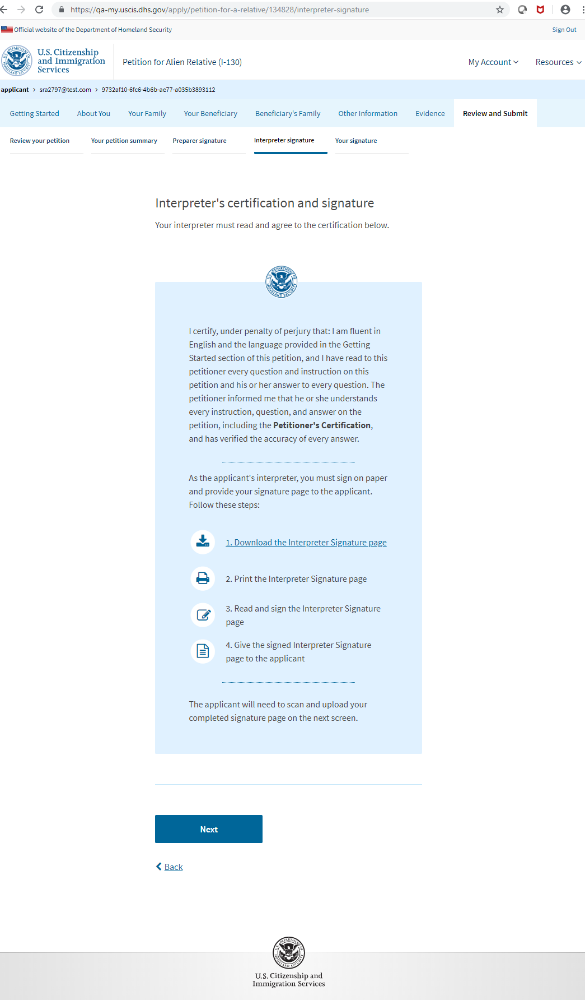 https://qa-my.uscis.dhs.gov/apply/petition-for-a-relative/134828/interpreter-signature
Official website of the Department of Homeland Security
Sign Out
U.S. Citizenship
and Immigration
Services
Petition for Alien Relative (I-130)
My Account
Resources
applicant > sra2797@test.com > 9732af10-6fc6-4b6b-ae77-a035b3893112
Getting Started
About You
Your Family
Your Beneficiary
Beneficiary's Family
Other Information
Evidence
Review and Submit
Review your petition
Your petition summary
Preparer signature
Interpreter signature
Your signature
Interpreter's certification and signature
Your interpreter must read and agree to the certification below.
U.S. DEPARTMENT OF HOMELAND SECURITY
I certify, under penalty of perjury that: I am fluent in
English and the language provided in the Getting
Started section of this petition, and I have read to this
petitioner every question and instruction on this
petition and his or her answer to every question. The
petitioner informed me that he or she understands
every instruction, question, and answer on the
petition, including the Petitioner's Certification,
and has verified the accuracy of every answer.
As the applicant's interpreter, you must sign on paper
and provide your signature page to the applicant.
Follow these steps:
1. Download the Interpreter Signature page
2. Print the Interpreter Signature page
3. Read and sign the Interpreter Signature
page
4. Give the signed Interpreter Signature
page to the applicant
The applicant will need to scan and upload your
completed signature page on the next screen.
Next
Back
U.S. DEPARTMENT OF HOMELAND SECURITY
U.S. Citizenship and
Immigration Services